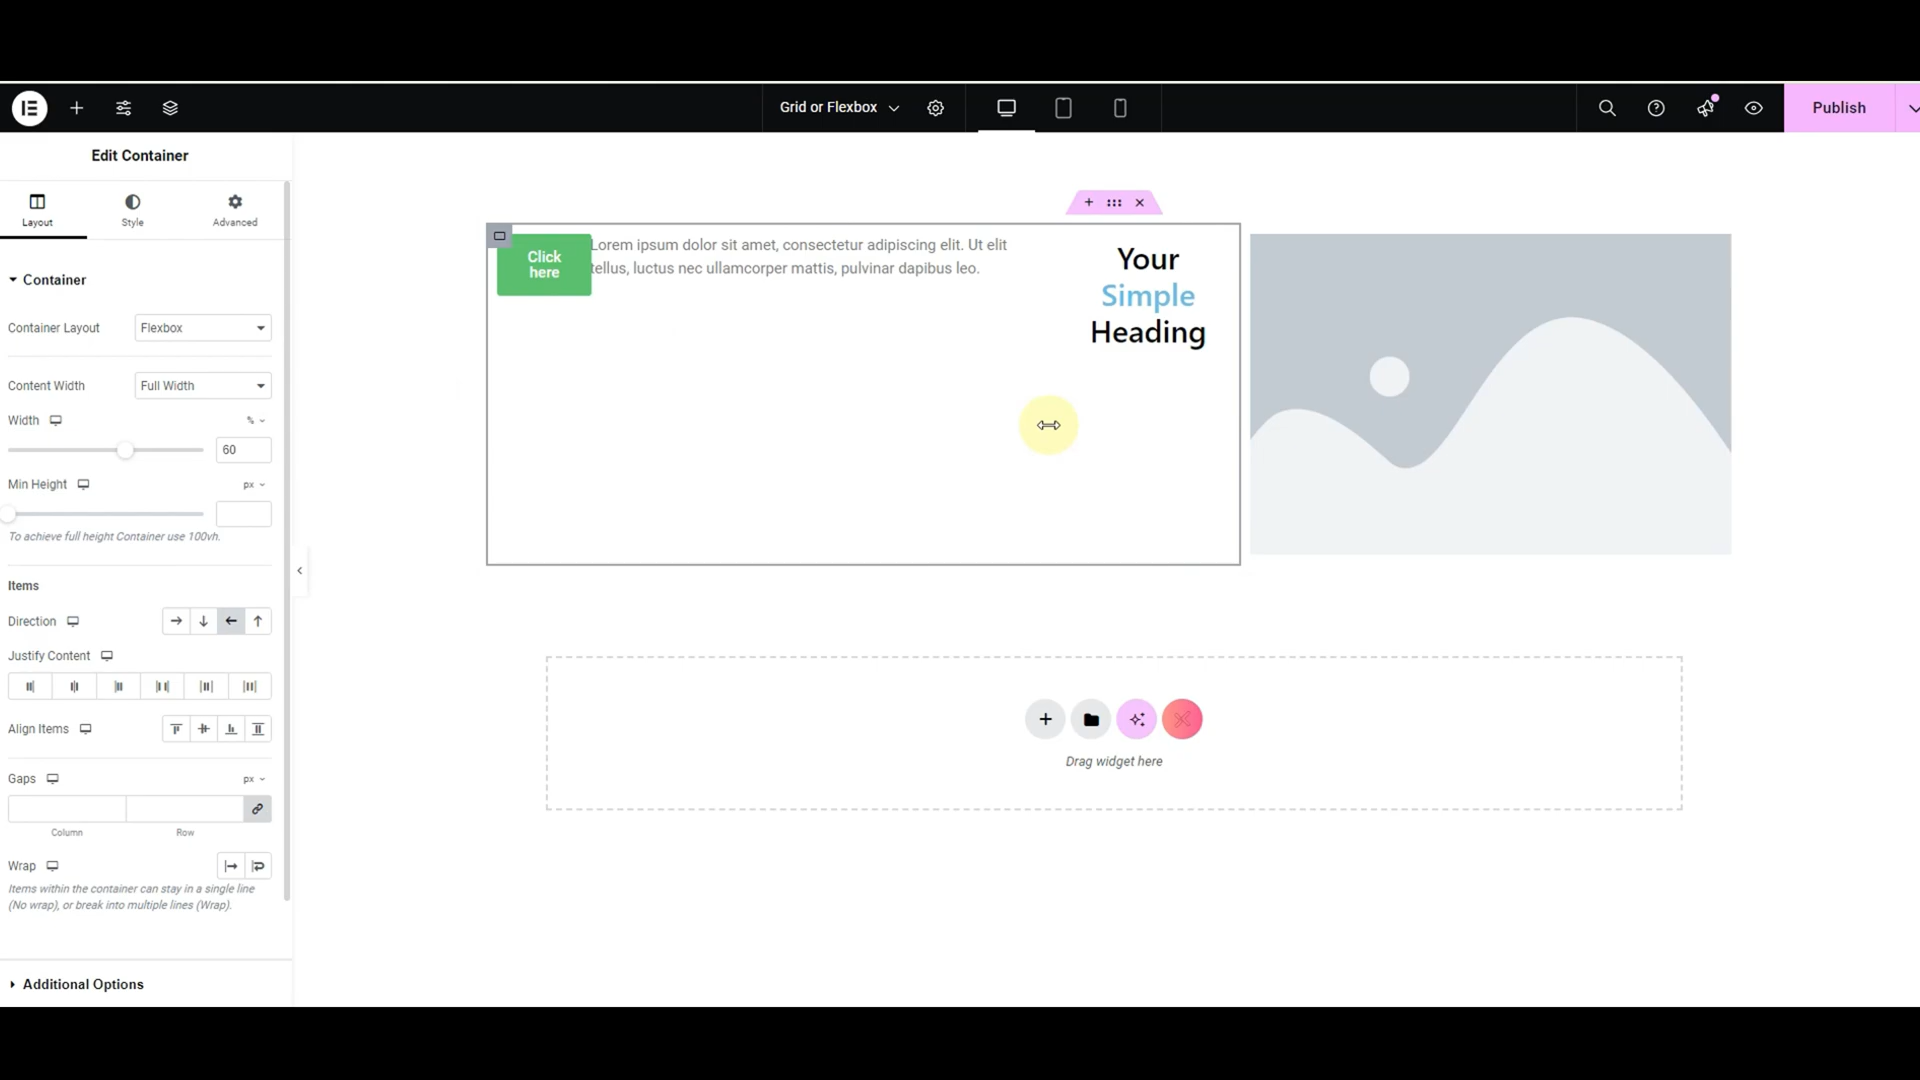 Grid or Flexbox
Publish
Edit Container
Layout
Style
Advanced
Container
Container Layout
Flexbox
Content Width
Full Width
Width
%
60
Min Height
px
To achieve full height Container use 100vh.
Items
Direction
Justify Content
Align Items
Gaps
px
Column
Row
Wrap
Items within the container can stay in a single line
(No wrap), or break into multiple lines (Wrap).
Additional Options
Click
here
Lorem ipsum dolor sit amet, consectetur adipiscing elit. Ut elit
tellus, luctus nec ullamcorper mattis, pulvinar dapibus leo.
Your
Simple
Heading
Drag widget here